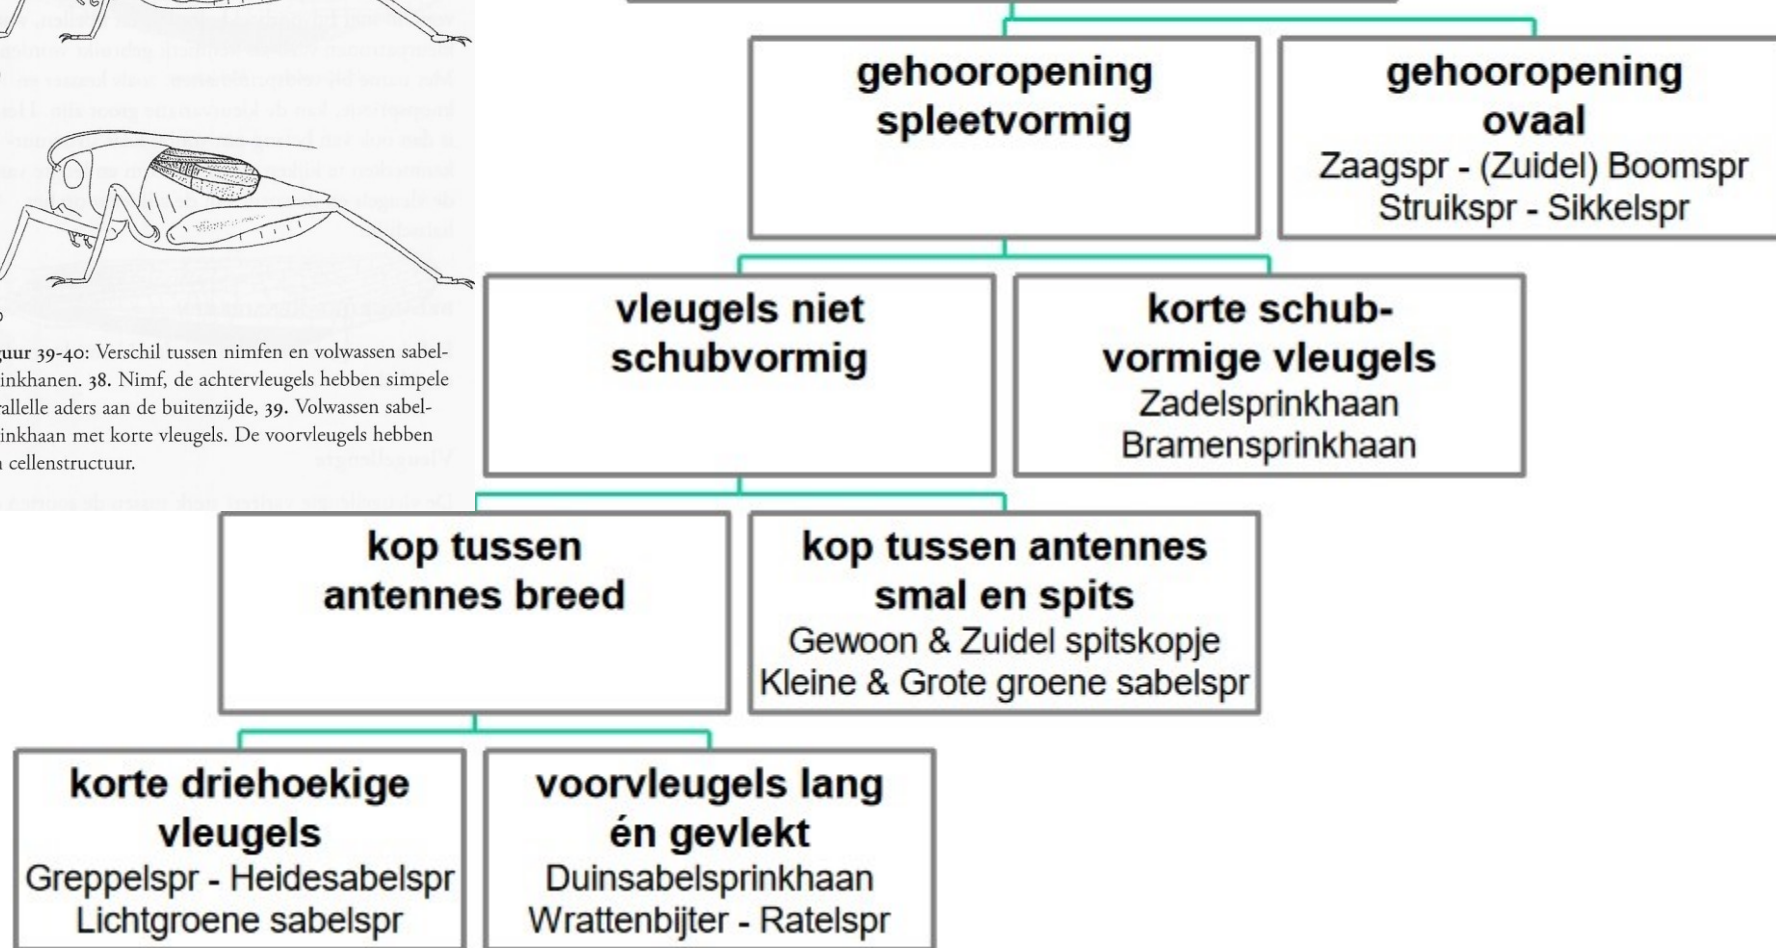 gehooropening
spleetvormig
gehooropening
ovaal
Zaagspr - (Zuidel) Boomspr
Struikspr - Sikkelspr
vleugels niet
schubvormig
korte schub-
vormige vleugels
Zadelsprinkhaan
Bramensprinkhaan
guur 39-40: Verschil tussen nimfen en volwassen sabel-
inkhanen. 38. Nimf, de achtervleugels hebben simpele
rallelle aders aan de buitenzijde, 39. Volwassen sabel-
inkhaan met korte vleugels. De voorvleugels hebben
n cellenstructuur.
kop tussen
antennes breed
kop tussen antennes
smal en spits
Gewoon & Zuidel spitskopje
Kleine & Grote groene sabelspr
korte driehoekige
vleugels
Greppelspr - Heidesabelspr
Lichtgroene sabelspr
voorvleugels lang
én gevlekt
Duinsabelsprinkhaan
Wrattenbijter - Ratelspr